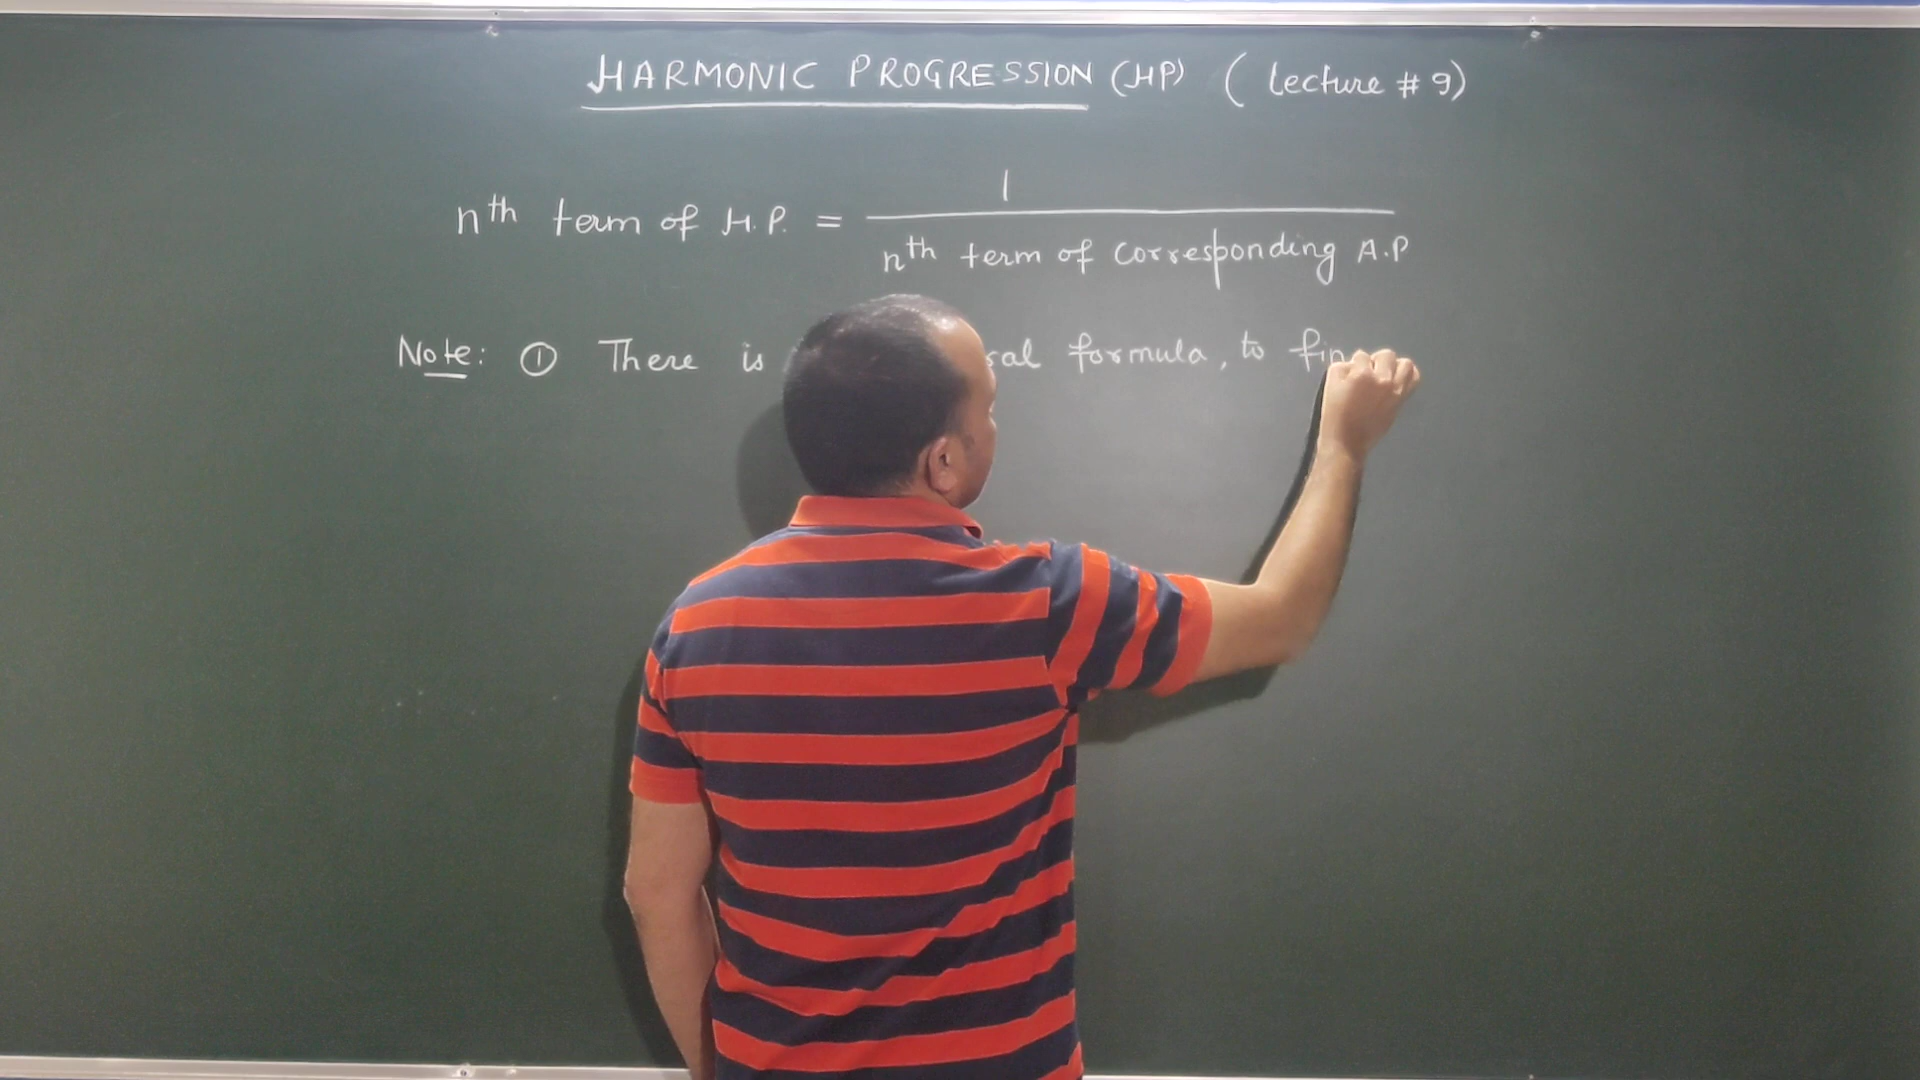 HARMONIC PROGRESSION (HP) (Lecture # 9)
1
nth term of H.P. =
nth term of corresponding A.P
Note: ① There is formula, to